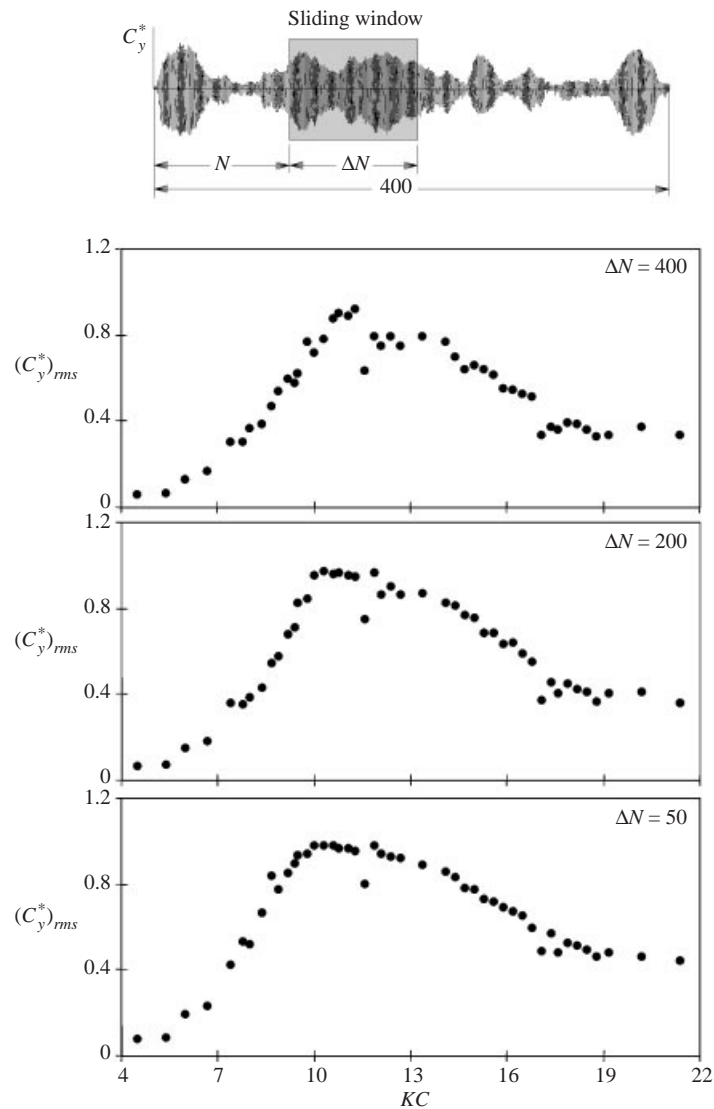 Sliding window
C*y
N
ΔN
400
1.2
ΔN = 400
0.8
(C*y)rms
0.4
0
1.2
ΔN = 200
0.8
(C*y)rms
0.4
0
1.2
ΔN = 50
0.8
(C*y)rms
0.4
0
4 7 10 13 16 19 22
KC